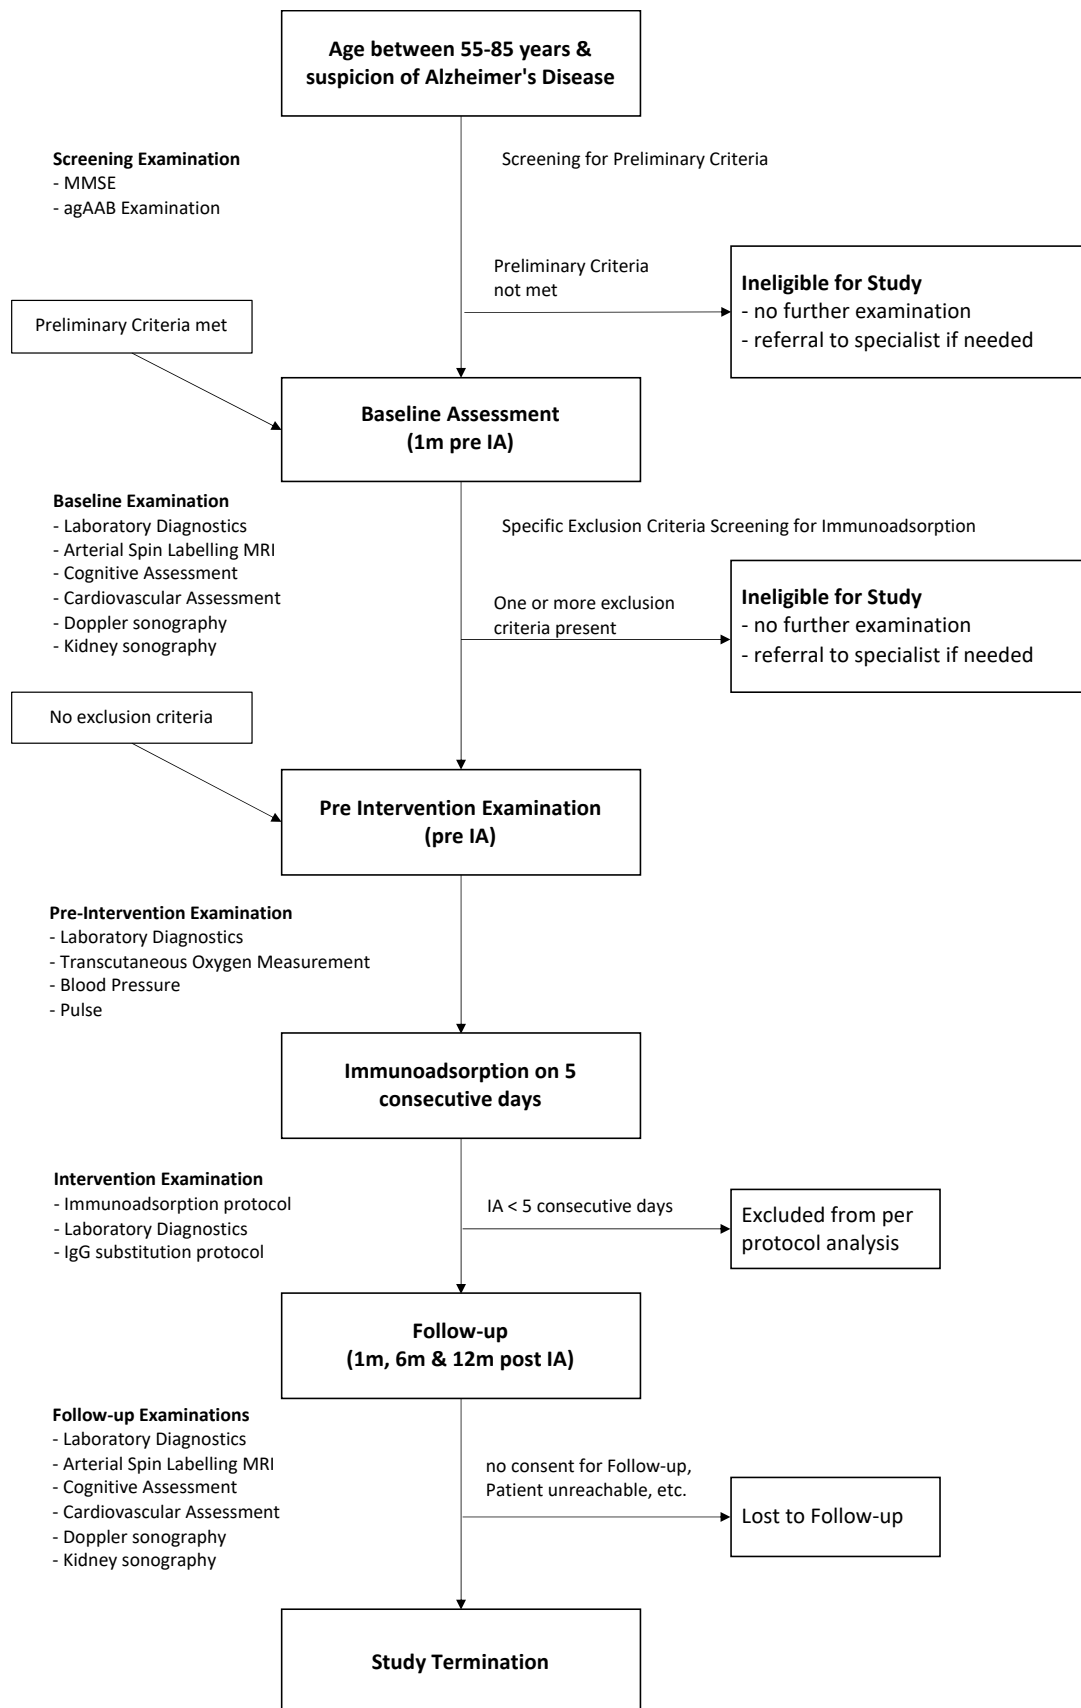 Age between 55-85 years &
suspicion of Alzheimer's Disease
Screening Examination
- MMSE
- agAAB Examination
Screening for Preliminary Criteria
Preliminary Criteria
not met
Ineligible for Study
- no further examination
- referral to specialist if needed
Preliminary Criteria met
Baseline Assessment
(1m pre IA)
Baseline Examination
- Laboratory Diagnostics
- Arterial Spin Labelling MRI
- Cognitive Assessment
- Cardiovascular Assessment
- Doppler sonography
- Kidney sonography
Specific Exclusion Criteria Screening for Immunoadsorption
One or more exclusion
criteria present
Ineligible for Study
- no further examination
- referral to specialist if needed
No exclusion criteria
Pre Intervention Examination
(pre IA)
Pre-Intervention Examination
- Laboratory Diagnostics
- Transcutaneous Oxygen Measurement
- Blood Pressure
- Pulse
Immunoadsorption on 5
consecutive days
Intervention Examination
- Immunoadsorption protocol
- Laboratory Diagnostics
- IgG substitution protocol
IA < 5 consecutive days
Excluded from per
protocol analysis
Follow-up
(1m, 6m & 12m post IA)
Follow-up Examinations
- Laboratory Diagnostics
- Arterial Spin Labelling MRI
- Cognitive Assessment
- Cardiovascular Assessment
- Doppler sonography
- Kidney sonography
no consent for Follow-up,
Patient unreachable, etc.
Lost to Follow-up
Study Termination